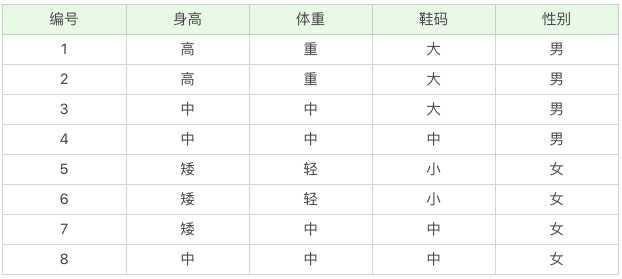 编号 身高 体重 鞋码 性别
1 高 重 大 男
2 高 重 大 男
3 中 中 大 男
4 中 中 中 男
5 矮 轻 小 女
6 矮 轻 小 女
7 矮 中 中 女
8 中 中 中 女